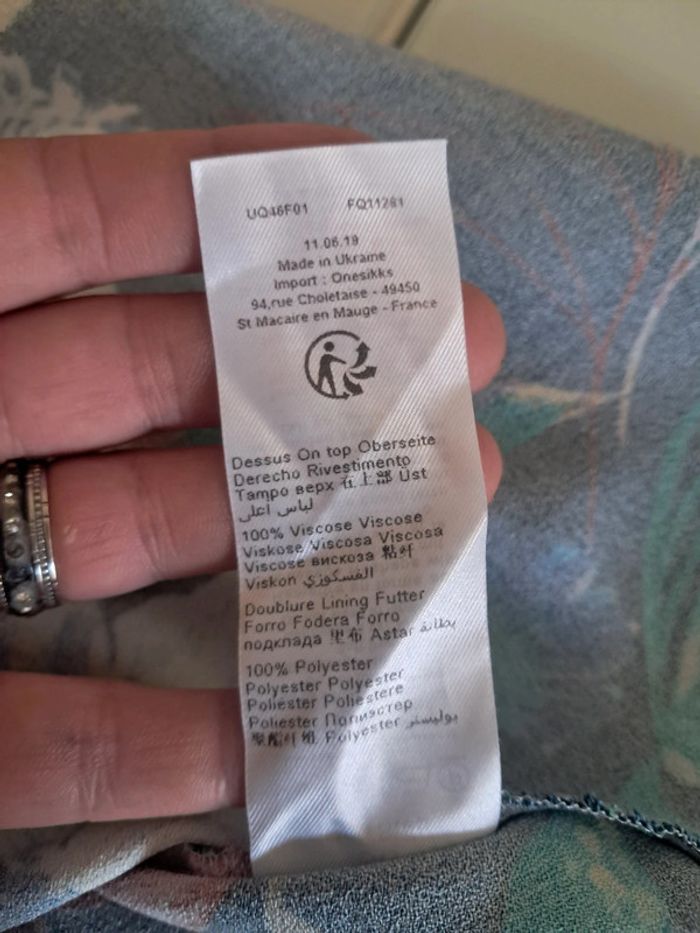 UQ46F01 FQ11281
11.06.19
Made in Ukraine
Import : Onesikks
94,rue Choletaise - 49450
St Macaire en Mauge - France
Dessus On top Oberseite
Derecho Rivestimento
Tampo верх 在上部 Üst
لباس اعلى
100% Viscose Viscose
Viskose Viscosa Viscosa
Viscose вискоза 粘纤
Viskon الفسكوزي
Doublure Lining Futter
Forro Fodera Forro
подклада 里布 Astar بطانة
100% Polyester
Polyester Polyester
Poliester Poliestere
Poliester Полиэстер
聚酯纤维 Polyester بوليستر